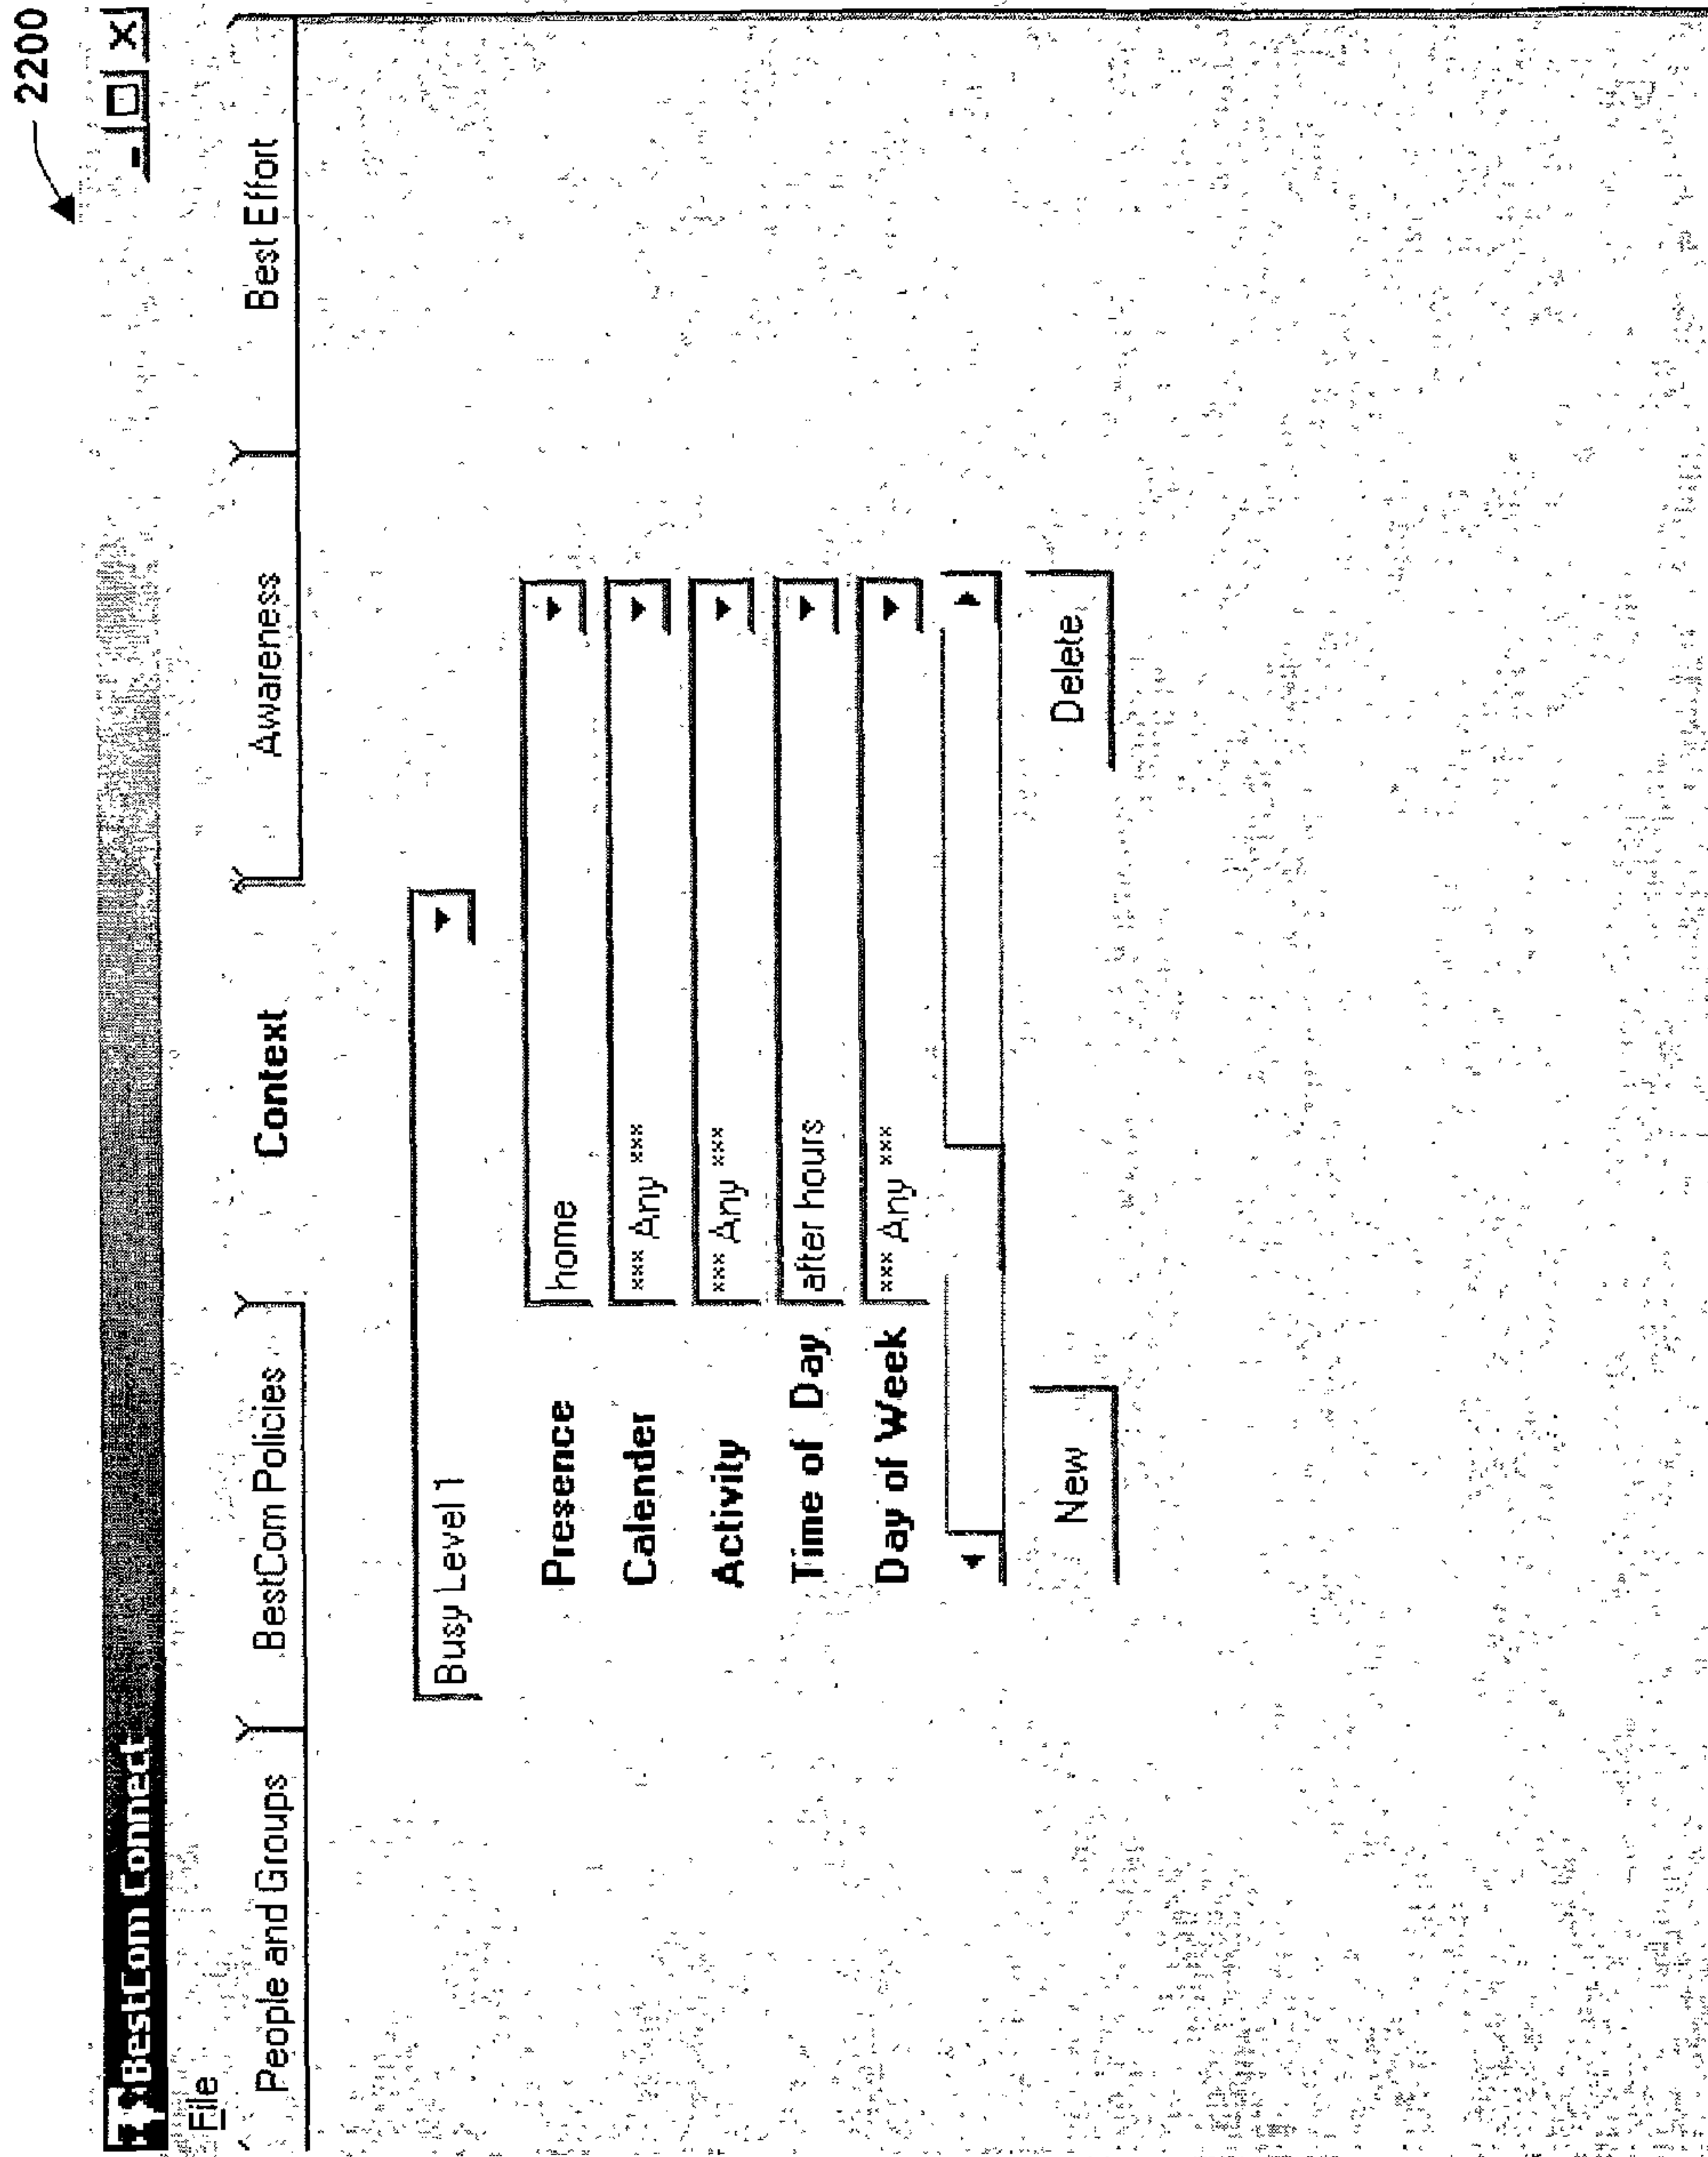 2200
BestCom Connect
File
People and Groups BestCom Policies Context Awareness Best Effort
Busy Level 1
Presence home
Calender *** Any ***
Activity *** Any ***
Time of Day after hours
Day of Week *** Any ***
New Delete